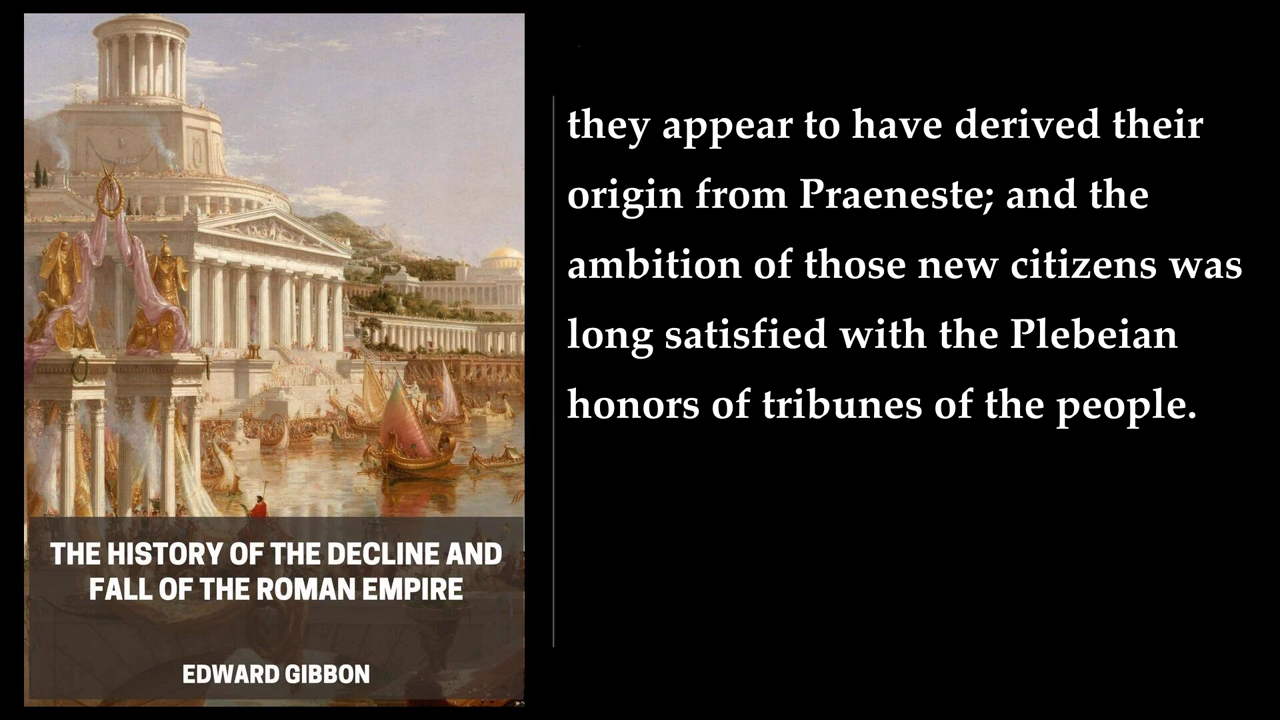 they appear to have derived their
origin from Praeneste; and the
ambition of those new citizens was
long satisfied with the Plebeian
honors of tribunes of the people.
THE HISTORY OF THE DECLINE AND
FALL OF THE ROMAN EMPIRE
EDWARD GIBBON